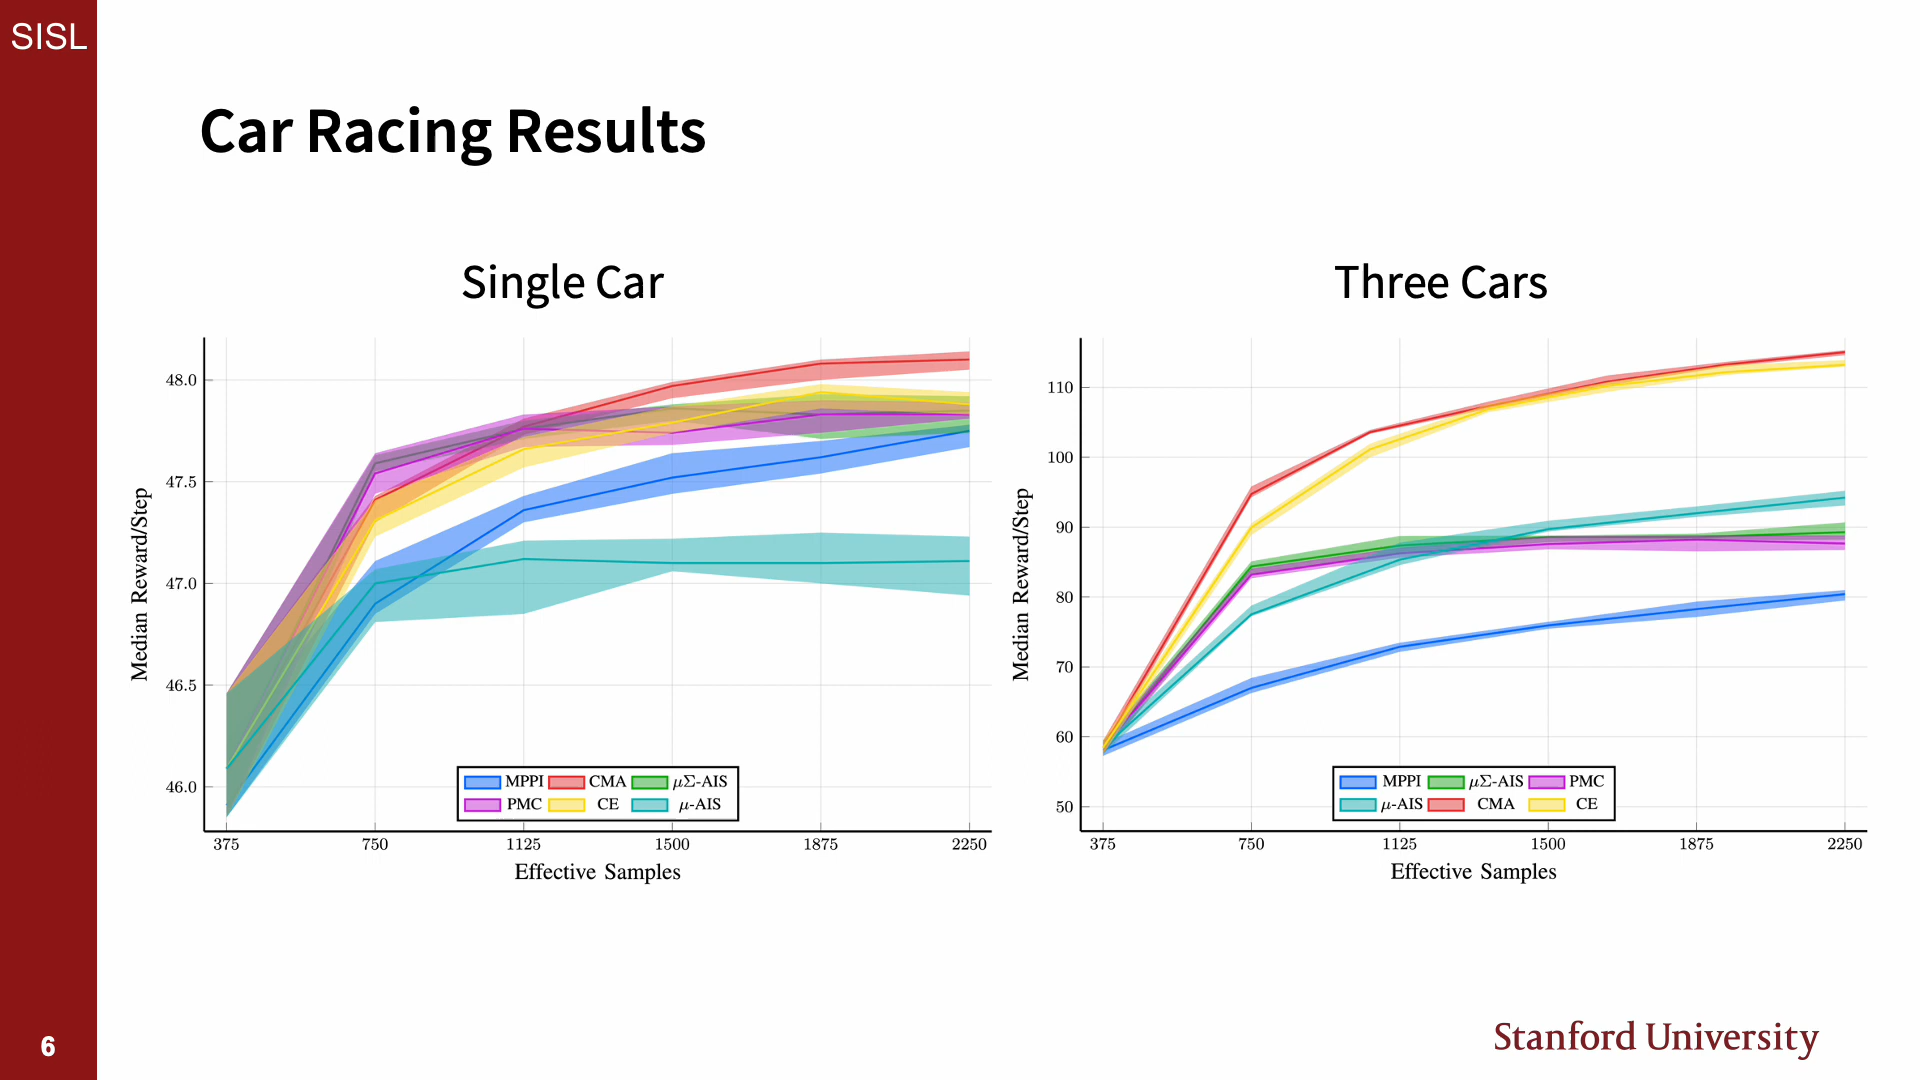 SISL
Car Racing Results
Single Car
Median Reward/Step
48.0
47.5
47.0
46.5
46.0
MPPI CMA μΣ-AIS
PMC CE μ-AIS
375 750 1125 1500 1875 2250
Effective Samples
Three Cars
Median Reward/Step
110
100
90
80
70
60
50
MPPI μΣ-AIS PMC
μ-AIS CMA CE
375 750 1125 1500 1875 2250
Effective Samples
6
Stanford University